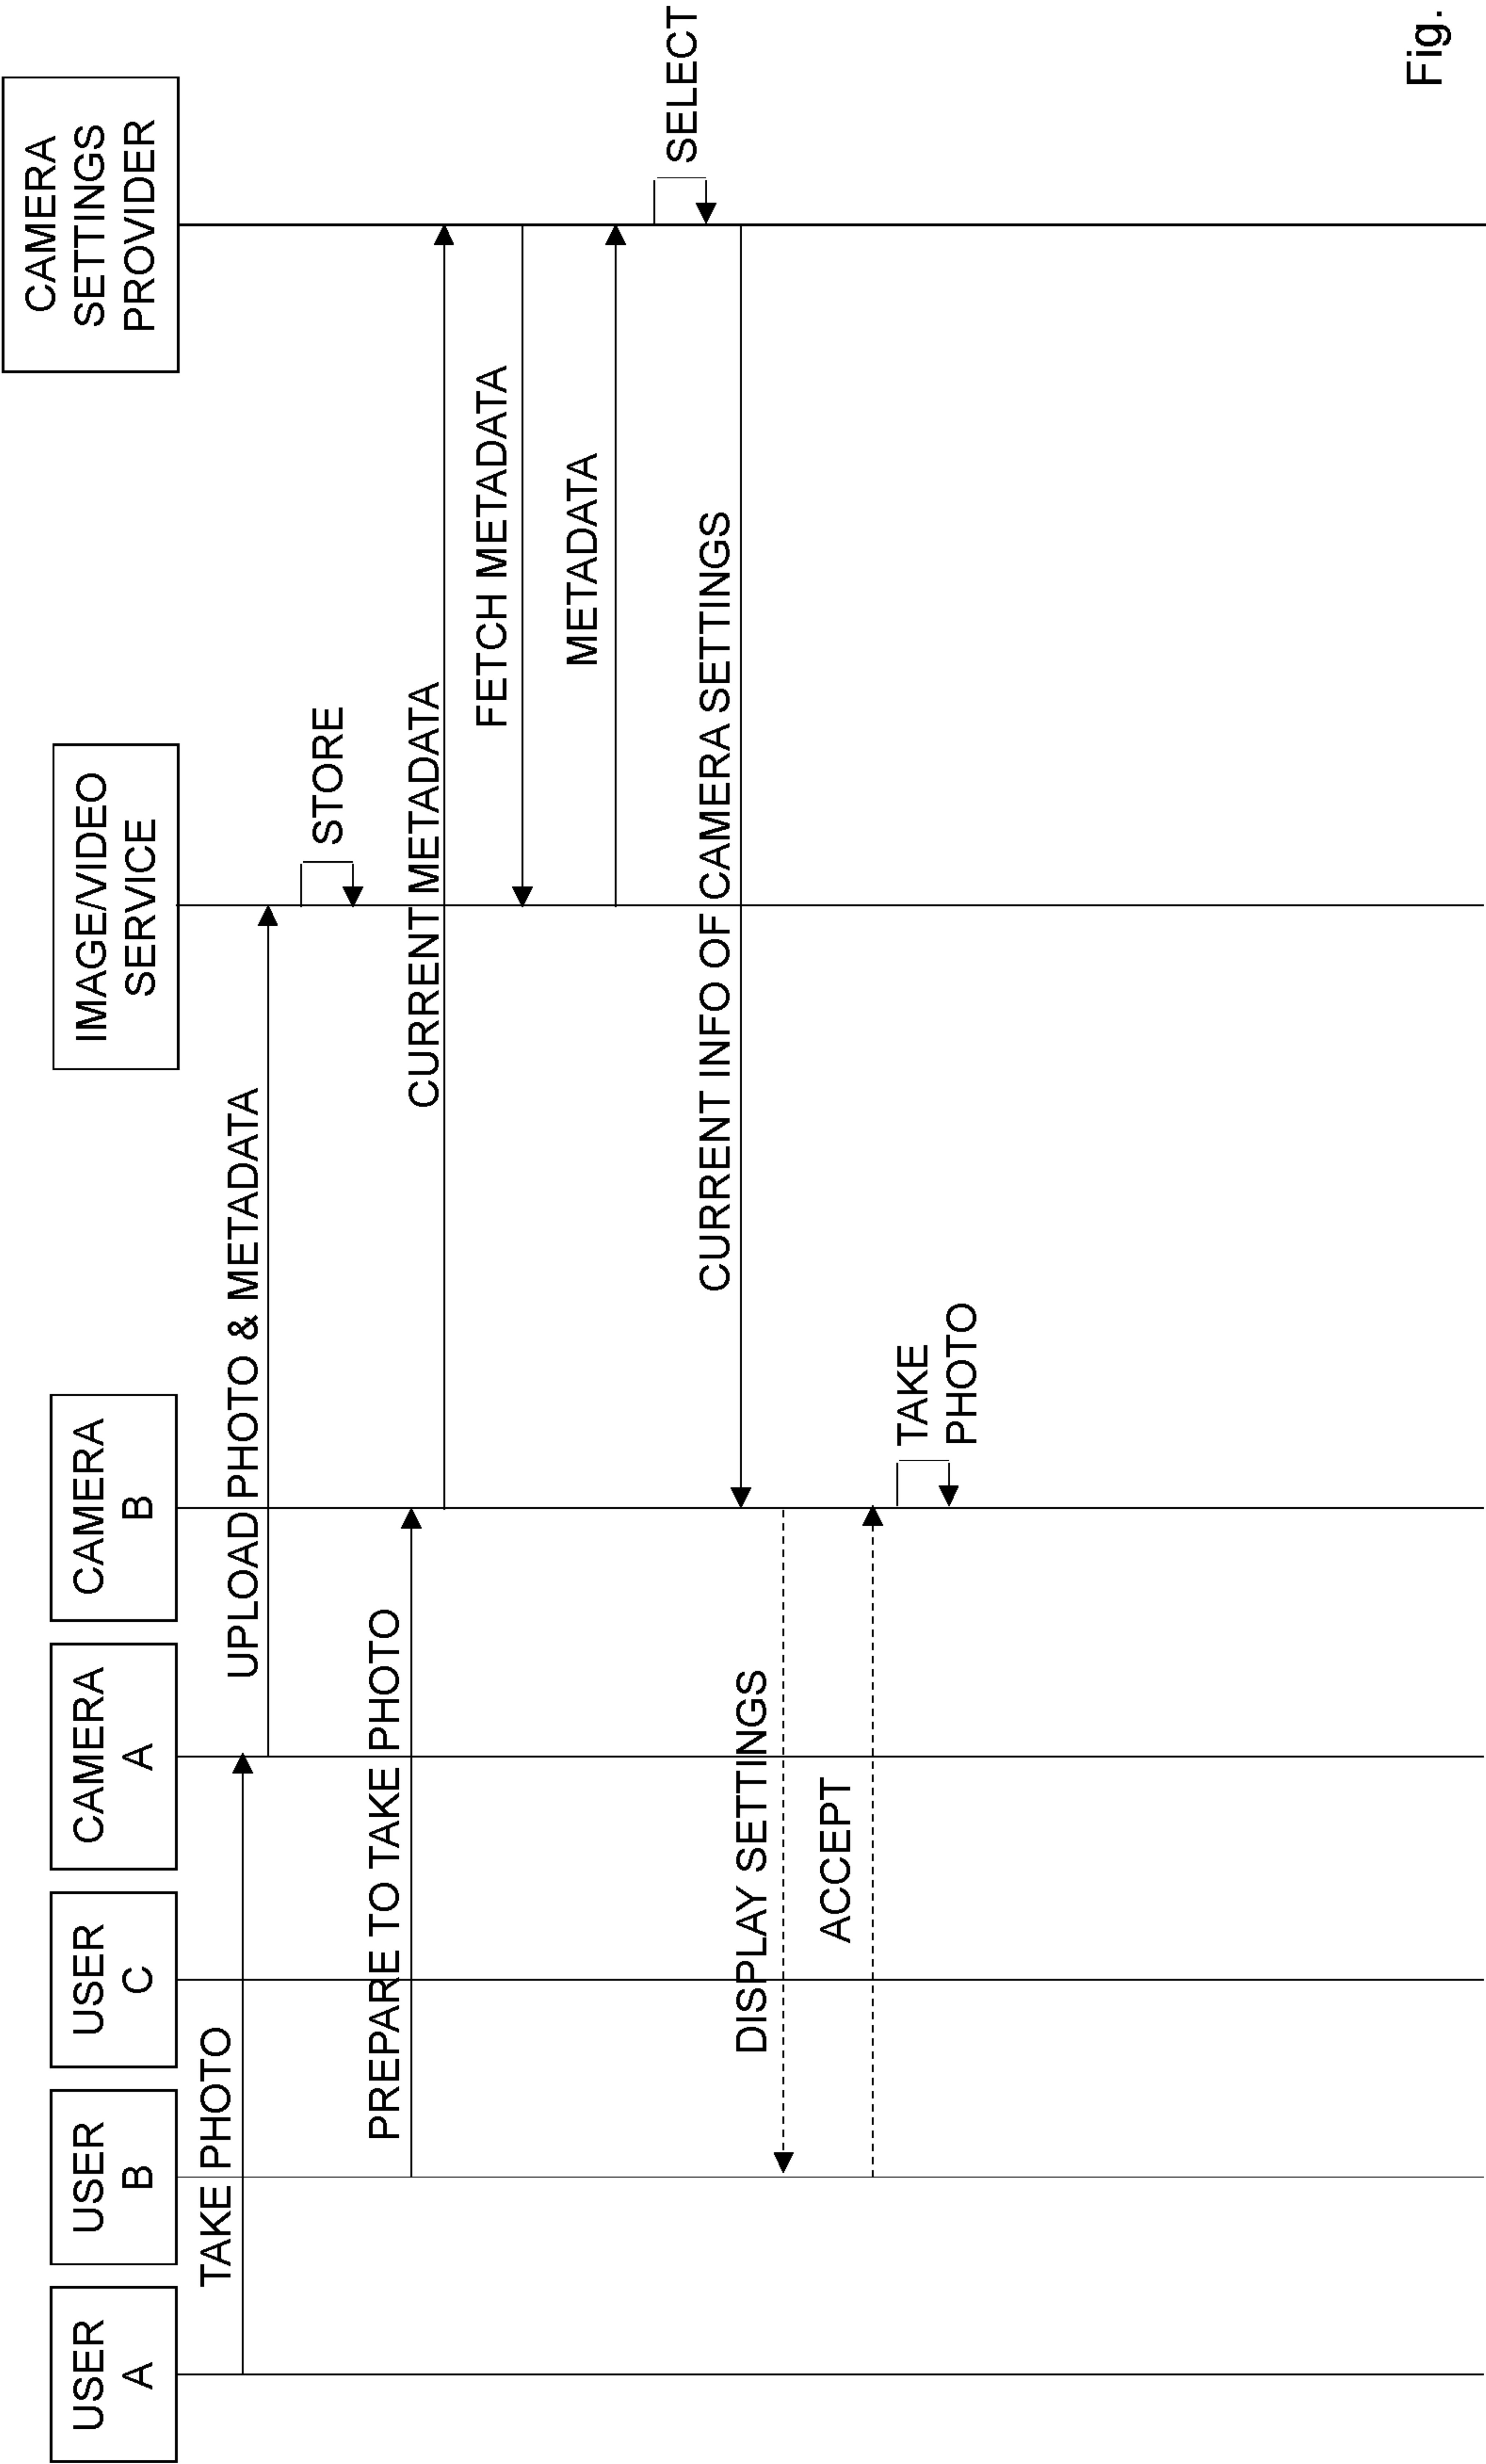 USER
A
USER
B
USER
C
CAMERA
A
CAMERA
B
IMAGE/VIDEO
SERVICE
CAMERA
SETTINGS
PROVIDER
TAKE PHOTO
UPLOAD PHOTO & METADATA
STORE
PREPARE TO TAKE PHOTO
CURRENT METADATA
FETCH METADATA
METADATA
SELECT
CURRENT INFO OF CAMERA SETTINGS
DISPLAY SETTINGS
ACCEPT
TAKE
PHOTO
Fig.